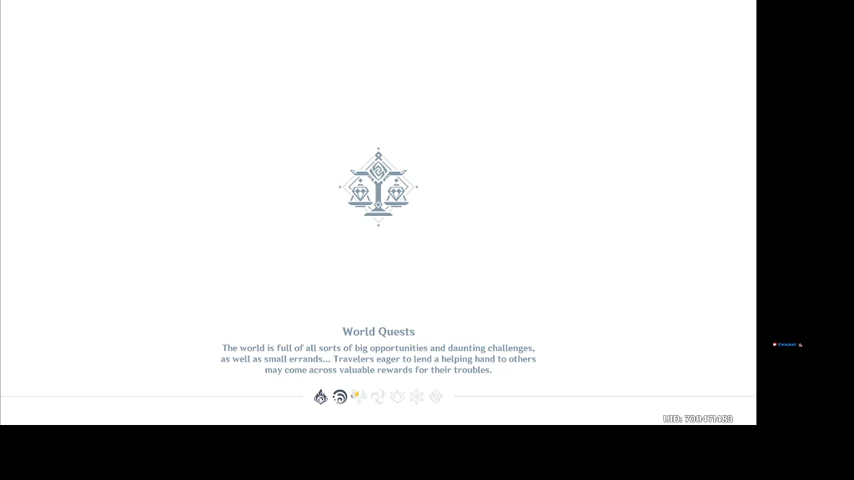 World Quests
The world is full of all sorts of big opportunities and daunting challenges,
as well as small errands... Travelers eager to lend a helping hand to others
may come across valuable rewards for their troubles.